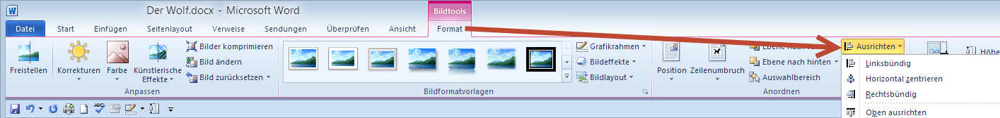 Der Wolf.docx - Microsoft Word
Bildtools
Datei Start Einfügen Seitenlayout Verweise Sendungen Überprüfen Ansicht Format
Freistellen
Korrekturen
Farbe
Künstlerische Effekte
Bilder komprimieren
Bild ändern
Bild zurücksetzen
Anpassen
Bildformatvorlagen
Grafikrahmen
Bildeffekte
Bildlayout
Position
Zeilenumbruch
Ebene nach
Ebene nach hinten
Auswahlbereich
Anordnen
Ausrichten
Linksbündig
Horizontal zentrieren
Rechtsbündig
Oben ausrichten
Höhe